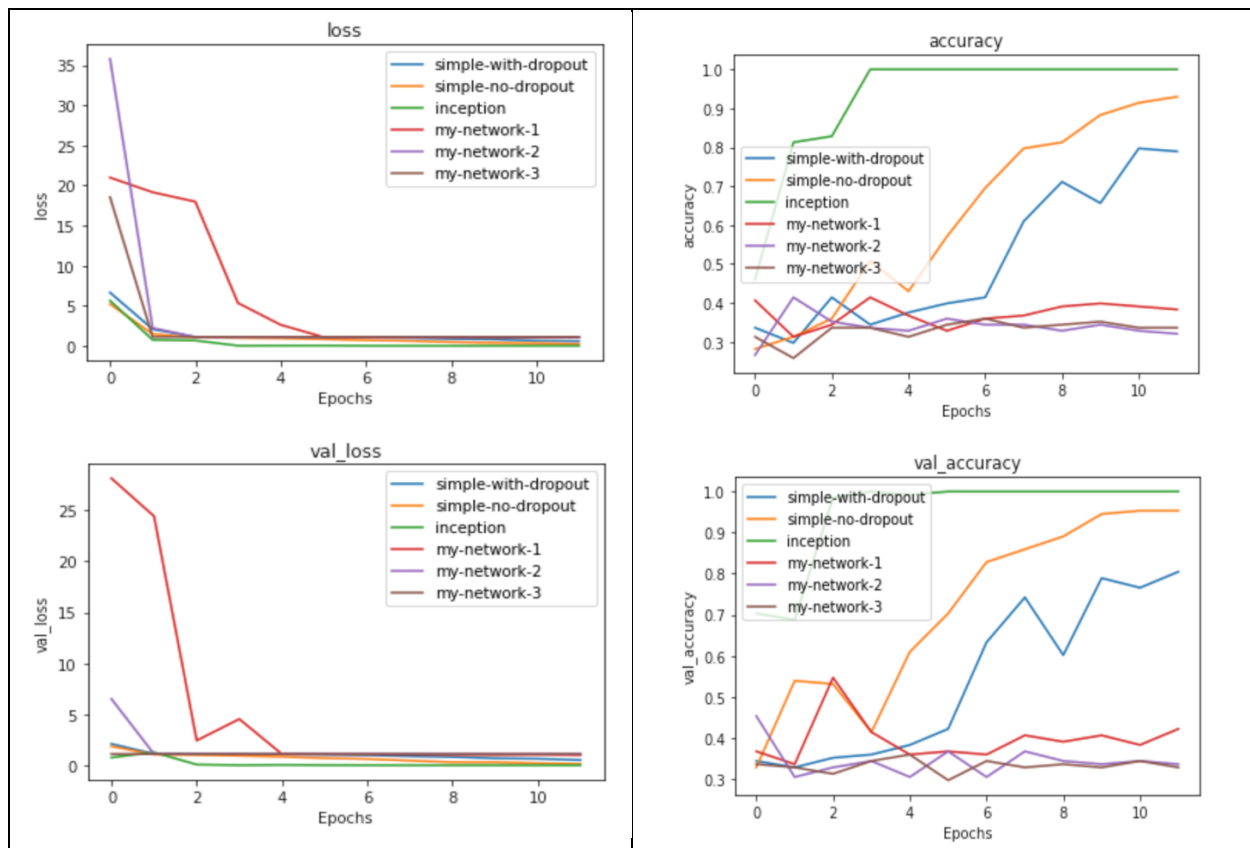 loss
35
30
25
20
15
10
5
0
loss
simple-with-dropout
simple-no-dropout
inception
my-network-1
my-network-2
my-network-3
0 2 4 6 8 10
Epochs
accuracy
1.0
0.9
0.8
0.7
0.6
0.5
0.4
0.3
accuracy
simple-with-dropout
simple-no-dropout
inception
my-network-1
my-network-2
my-network-3
0 2 4 6 8 10
Epochs
val_loss
25
20
15
10
5
0
val_loss
simple-with-dropout
simple-no-dropout
inception
my-network-1
my-network-2
my-network-3
0 2 4 6 8 10
Epochs
val_accuracy
1.0
0.9
0.8
0.7
0.6
0.5
0.4
0.3
val_accuracy
simple-with-dropout
simple-no-dropout
inception
my-network-1
my-network-2
my-network-3
0 2 4 6 8 10
Epochs